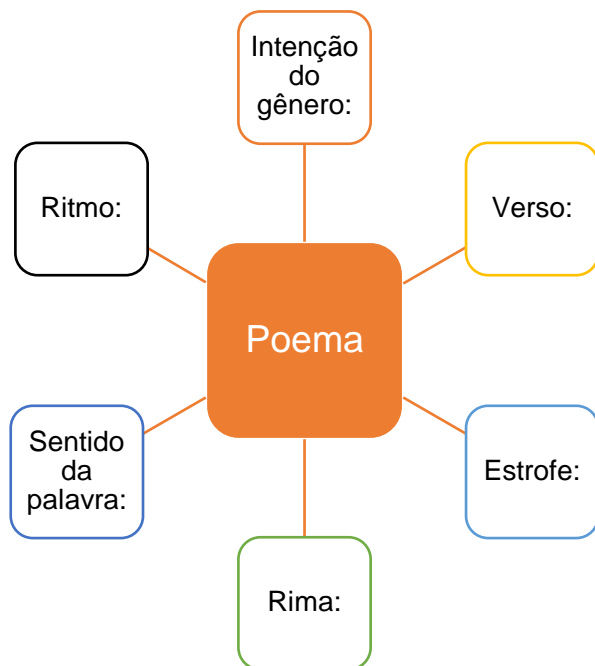 Intenção
do
gênero:
Ritmo:
Verso:
Poema
Sentido
da
palavra:
Estrofe:
Rima: